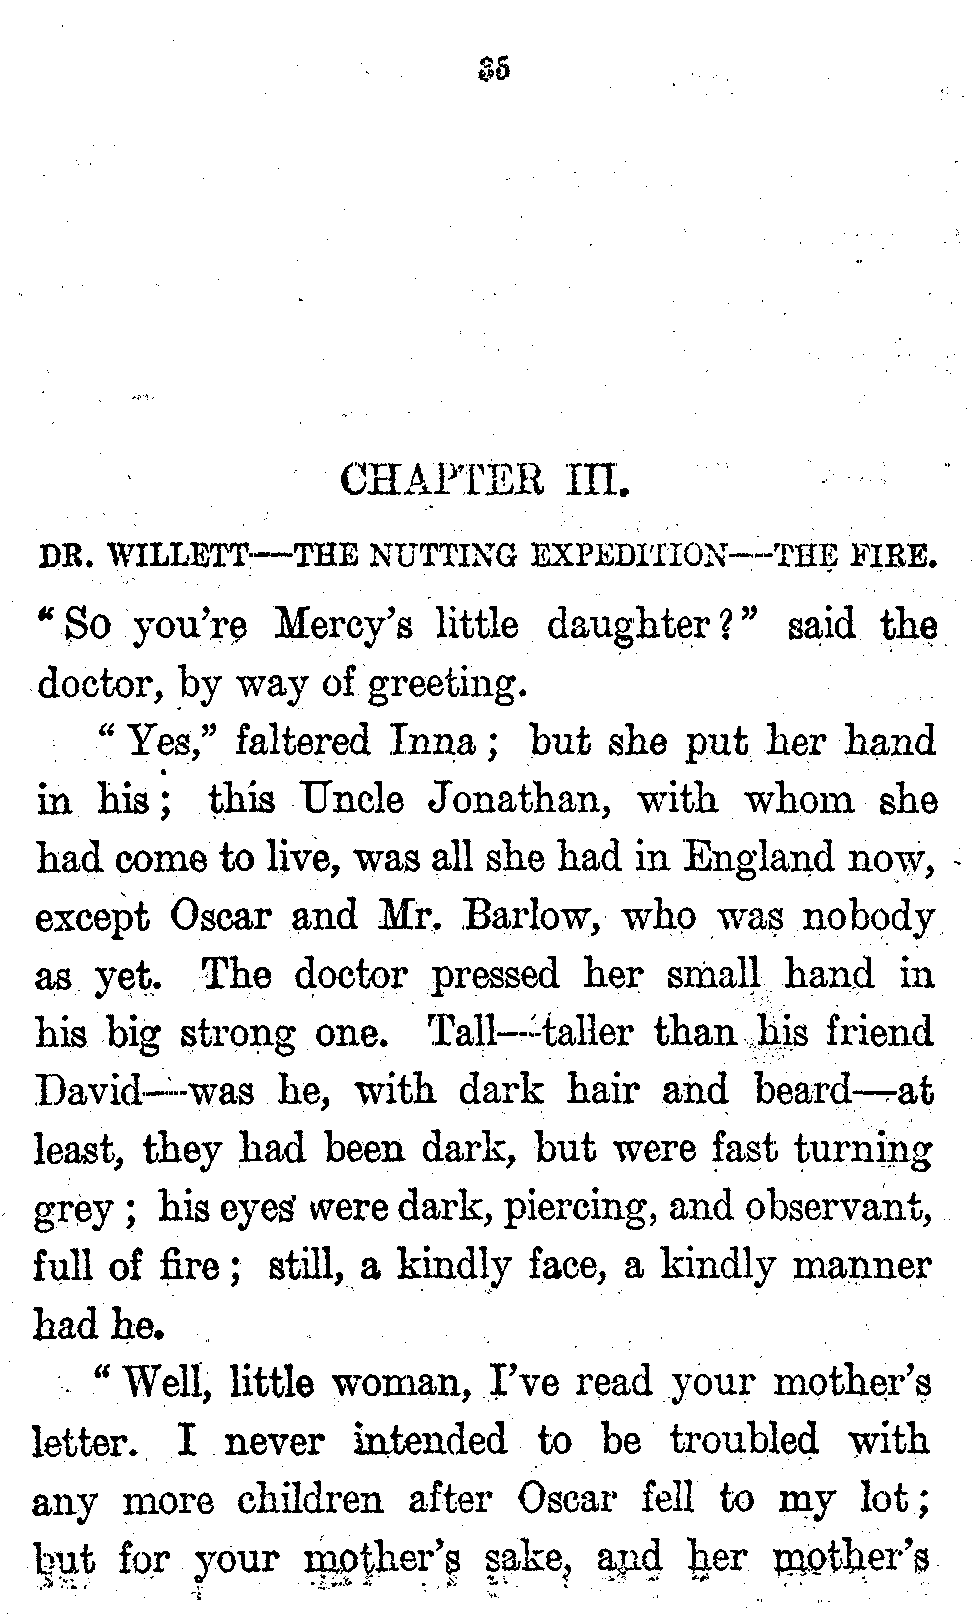 35
CHAPTER III.
DR. WILLETT—THE NUTTING EXPEDITION—THE FIRE.
"So you're Mercy's little daughter?" said the
doctor, by way of greeting.
"Yes," faltered Inna; but she put her hand
in his; this Uncle Jonathan, with whom she
had come to live, was all she had in England now,
except Oscar and Mr. Barlow, who was nobody
as yet. The doctor pressed her small hand in
his big strong one. Tall—taller than his friend
David—was he, with dark hair and beard—at
least, they had been dark, but were fast turning
grey; his eyes were dark, piercing, and observant,
full of fire; still, a kindly face, a kindly manner
had he.
"Well, little woman, I've read your mother's
letter. I never intended to be troubled with
any more children after Oscar fell to my lot;
but for your mother's sake, and her mother's